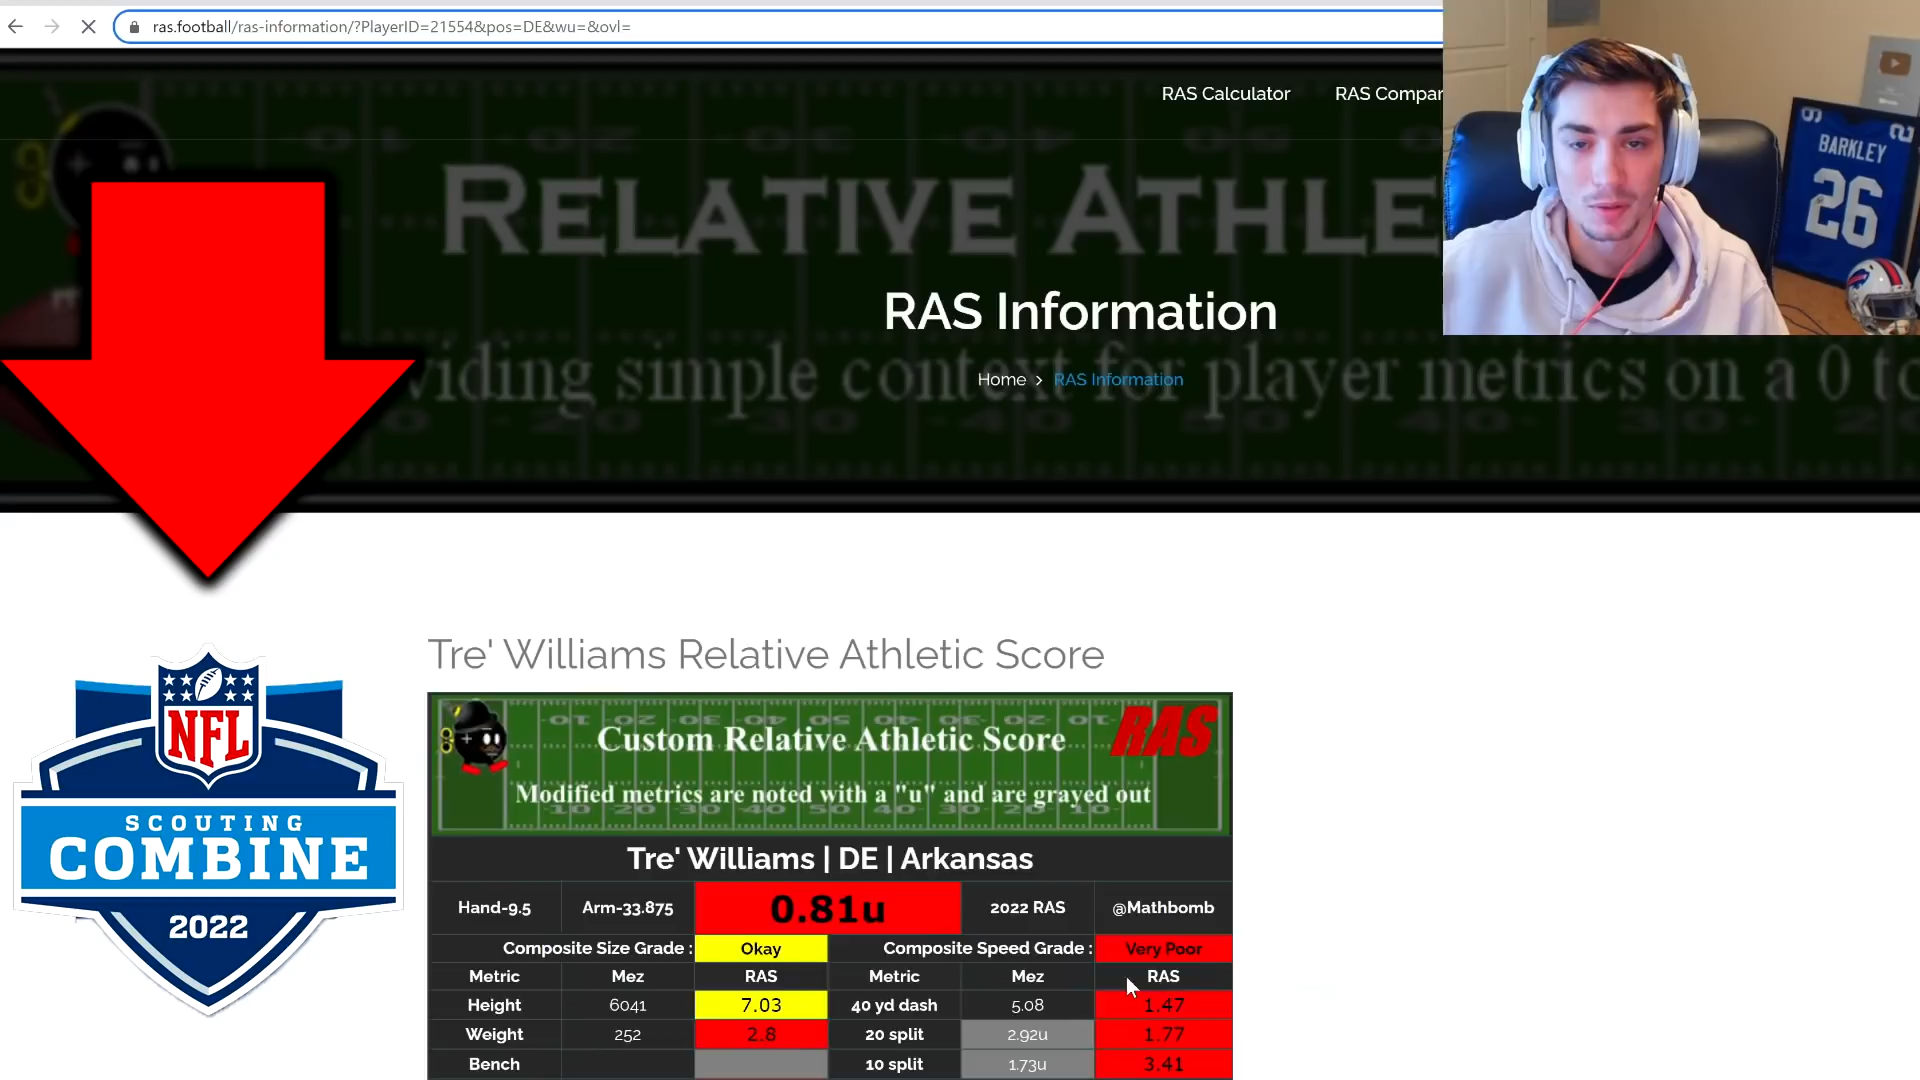 ras.football/ras-information/?PlayerID=21554&pos=DE&wu=&ovl=
RAS Calculator
RAS Compar
RELATIVE ATHLE
RAS Information
viding simple context for player metrics on a 0 to
Home > RAS Information
BARKLEY
26
26
Tre' Williams Relative Athletic Score
Custom Relative Athletic Score
RAS
Modified metrics are noted with a "u" and are grayed out
Tre' Williams | DE | Arkansas
Hand-9.5 Arm-33.875 0.81u 2022 RAS @Mathbomb
Composite Size Grade : Okay Composite Speed Grade : Very Poor
Metric Mez RAS Metric Mez RAS
Height 6041 7.03 40 yd dash 5.08 1.47
Weight 252 2.8 20 split 2.92u 1.77
Bench 10 split 1.73u 3.41
NFL
SCOUTING
COMBINE
2022